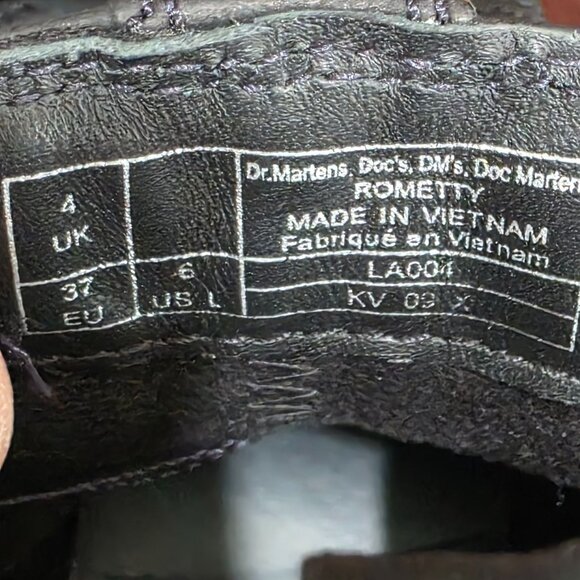 4
UK
37
EU
6
US L
Dr.Martens, Doc's, DM's, Doc Marten
ROMETTY
MADE IN VIETNAM
Fabriqué en Vietnam
LA004
KV 09 X